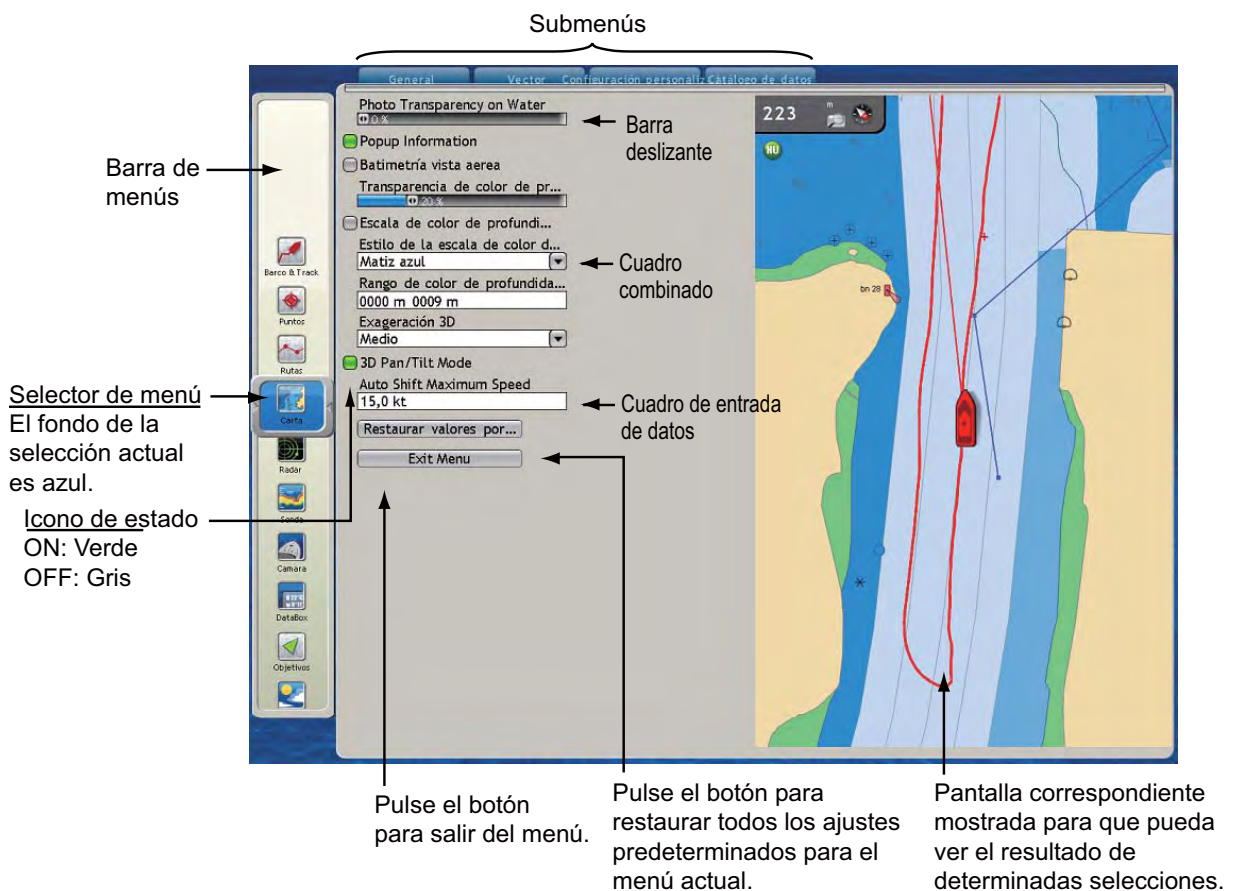 Submenús
General
Vector
Configuración personaliz
Catálogo de datos
Photo Transparency on Water
0 %
Popup Information
Batimetría vista aerea
Transparencia de color de pr...
20 %
Escala de color de profundi...
Estilo de la escala de color d...
Matiz azul
Rango de color de profundida...
0000 m 0009 m
Exageración 3D
Medio
3D Pan/Tilt Mode
Auto Shift Maximum Speed
15,0 kt
Restaurar valores por...
Exit Menu
Barra
deslizante
Cuadro
combinado
Cuadro de entrada
de datos
223
m
NU
bn 28
Barra de
menús
Barco & Track
Puntos
Rutas
Carta
Radar
Sonda
Camara
DataBox
Objetivos
Selector de menú
El fondo de la
selección actual
es azul.
Icono de estado
ON: Verde
OFF: Gris
Pulse el botón
para salir del menú.
Pulse el botón para
restaurar todos los ajustes
predeterminados para el
menú actual.
Pantalla correspondiente
mostrada para que pueda
ver el resultado de
determinadas selecciones.